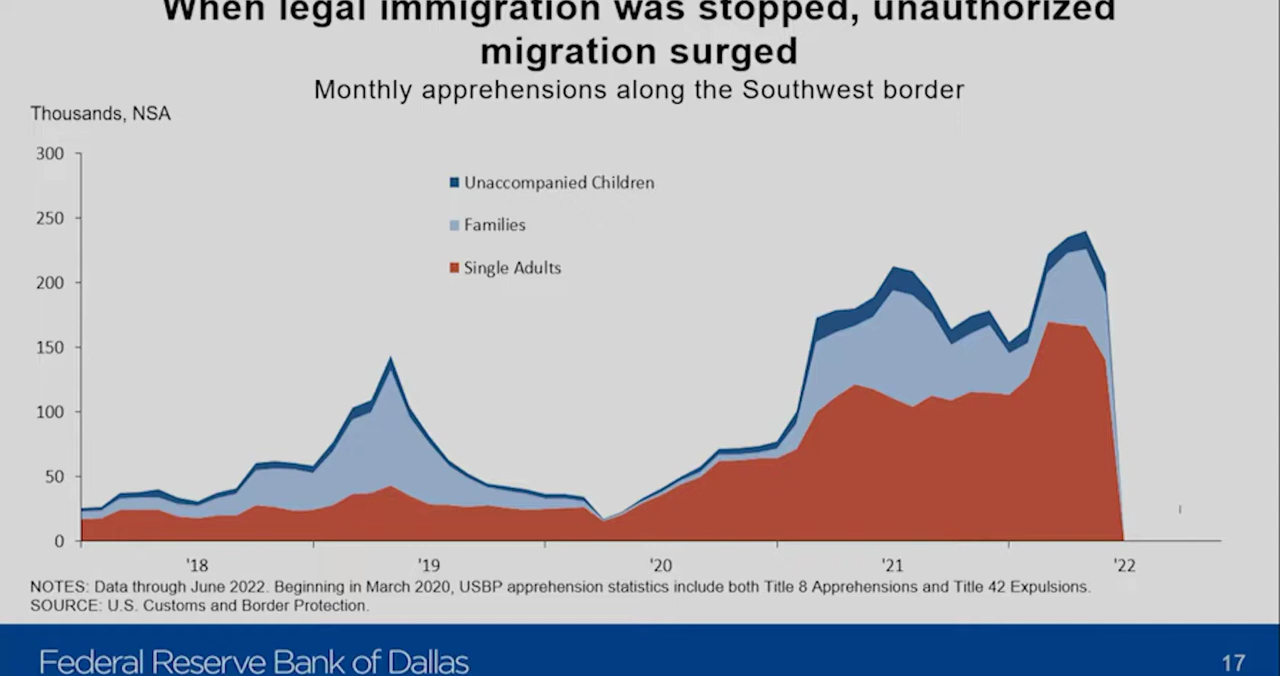 When legal immigration was stopped, unauthorized
migration surged
Monthly apprehensions along the Southwest border
Thousands, NSA
300
Unaccompanied Children
250
Families
Single Adults
200
150
100
50
0
'18 '19 '20 '21 '22
NOTES: Data through June 2022. Beginning in March 2020, USBP apprehension statistics include both Title 8 Apprehensions and Title 42 Expulsions.
SOURCE: U.S. Customs and Border Protection.
Federal Reserve Bank of Dallas 17